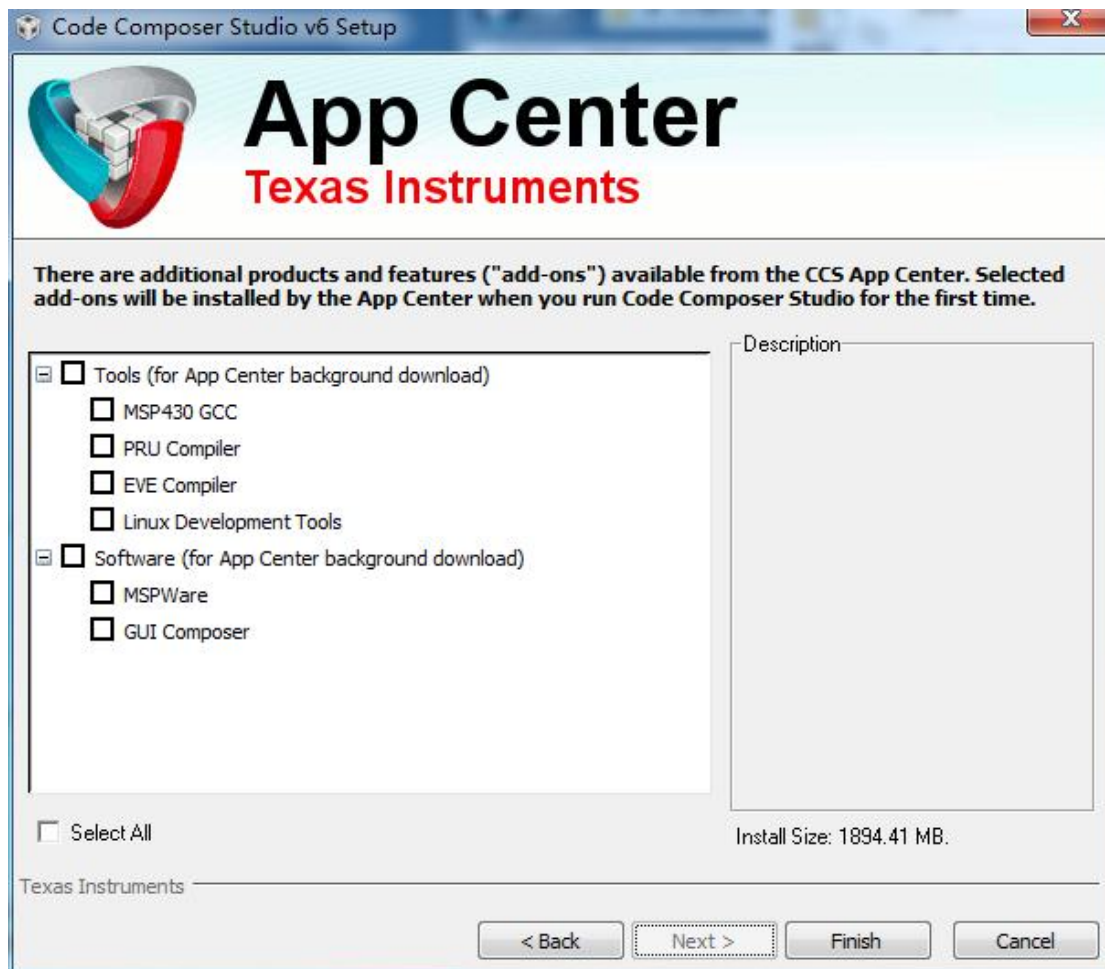 Code Composer Studio v6 Setup
X
App Center
Texas Instruments
There are additional products and features ("add-ons") available from the CCS App Center. Selected
add-ons will be installed by the App Center when you run Code Composer Studio for the first time.
Tools (for App Center background download)
MSP430 GCC
PRU Compiler
EVE Compiler
Linux Development Tools
Software (for App Center background download)
MSPWare
GUI Composer
Description
Select All
Install Size: 1894.41 MB.
Texas Instruments
< Back
Next >
Finish
Cancel